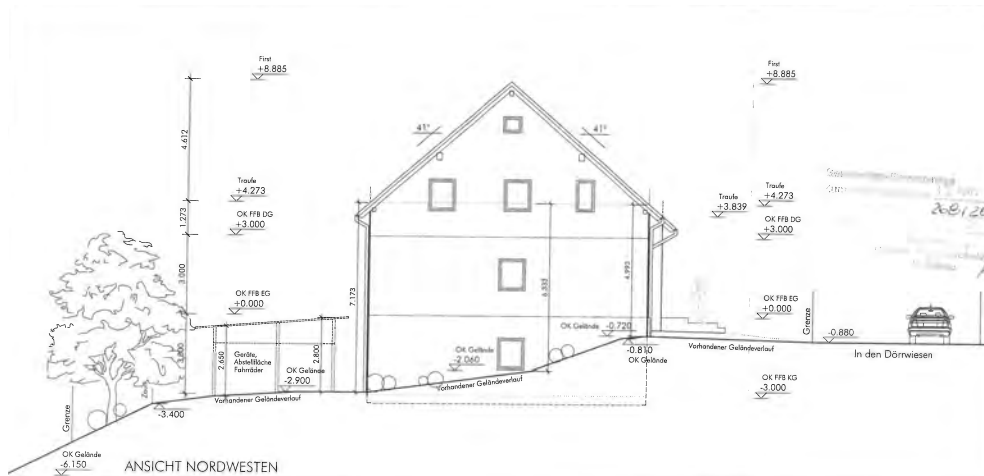 First
+8.885
First
+8.885
4.612
41°
41°
Traufe
+4.273
Traufe
+4.273
Traufe
+3.839
1.273
OK FFB DG
+3.000
OK FFB DG
+3.000
3.000
7.173
4.993
OK FFB EG
+0.000
OK FFB EG
+0.000
Grenze
OK Gelände -0.720
-0.810
OK Gelände
-0.880
Vorhandener Geländeverlauf
In den Dörrwiesen
2.650
Geräte,
Abstellfläche
Fahrräder
2.800
OK Gelände
-2.900
OK Gelände
-2.060
Vorhandener Geländeverlauf
Vorhandener Geländeverlauf
OK FFB KG
-3.000
-3.400
Grenze
OK Gelände
-6.150
ANSICHT NORDWESTEN